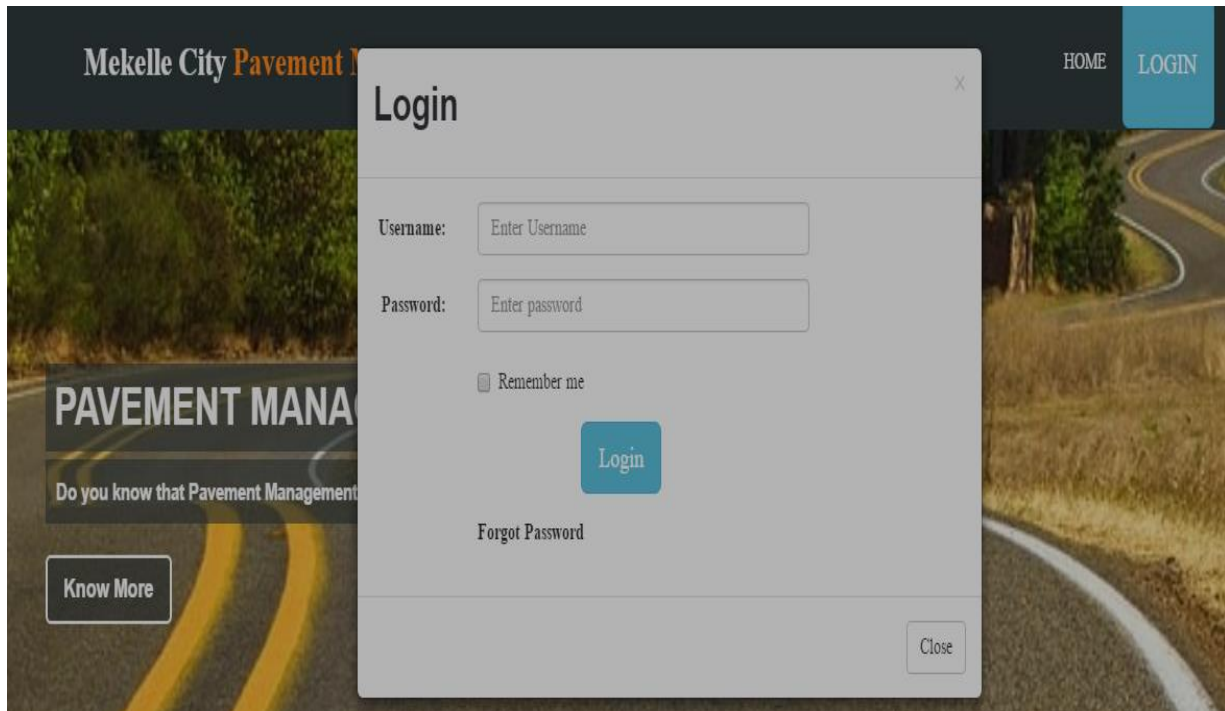 Mekelle City Pavement
HOME
LOGIN
Login
X
Username:
Enter Username
Password:
Enter password
Remember me
PAVEMENT
Login
Do you know that Pavement Management
Forgot Password
Know More
Close